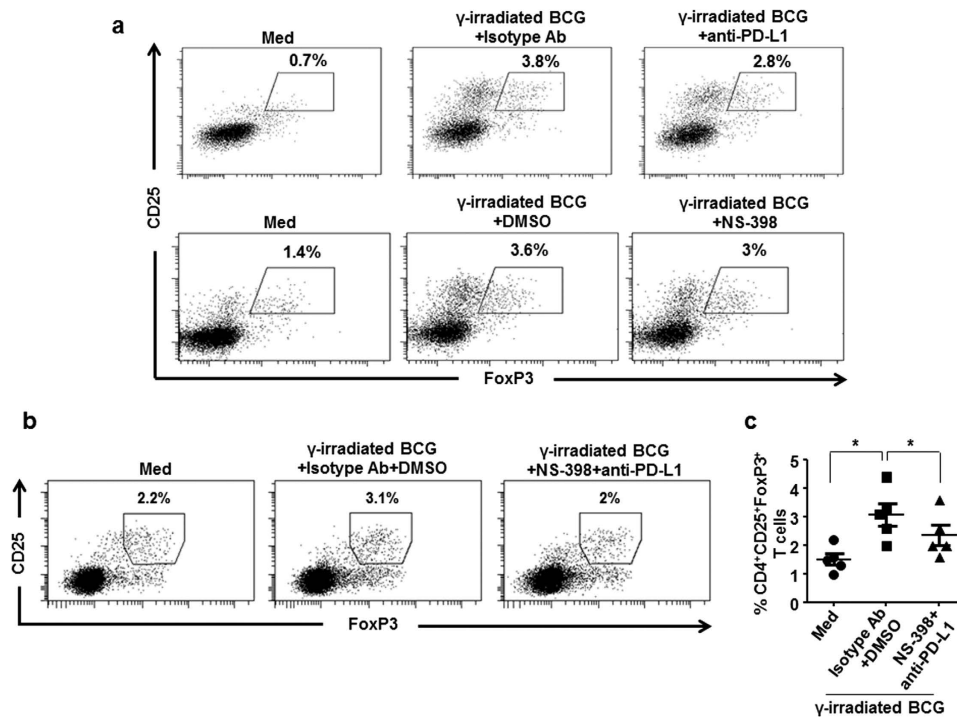 a
Med
γ-irradiated BCG
+Isotype Ab
γ-irradiated BCG
+anti-PD-L1
0.7%
3.8%
2.8%
CD25
Med
γ-irradiated BCG
+DMSO
γ-irradiated BCG
+NS-398
1.4%
3.6%
3%
FoxP3
b
Med
γ-irradiated BCG
+Isotype Ab+DMSO
γ-irradiated BCG
+NS-398+anti-PD-L1
2.2%
3.1%
2%
CD25
FoxP3
c
* *
% CD4⁺CD25⁺FoxP3⁺
T cells
5
4
3
2
1
0
Med
Isotype Ab
+DMSO
NS-398+
anti-PD-L1
γ-irradiated BCG